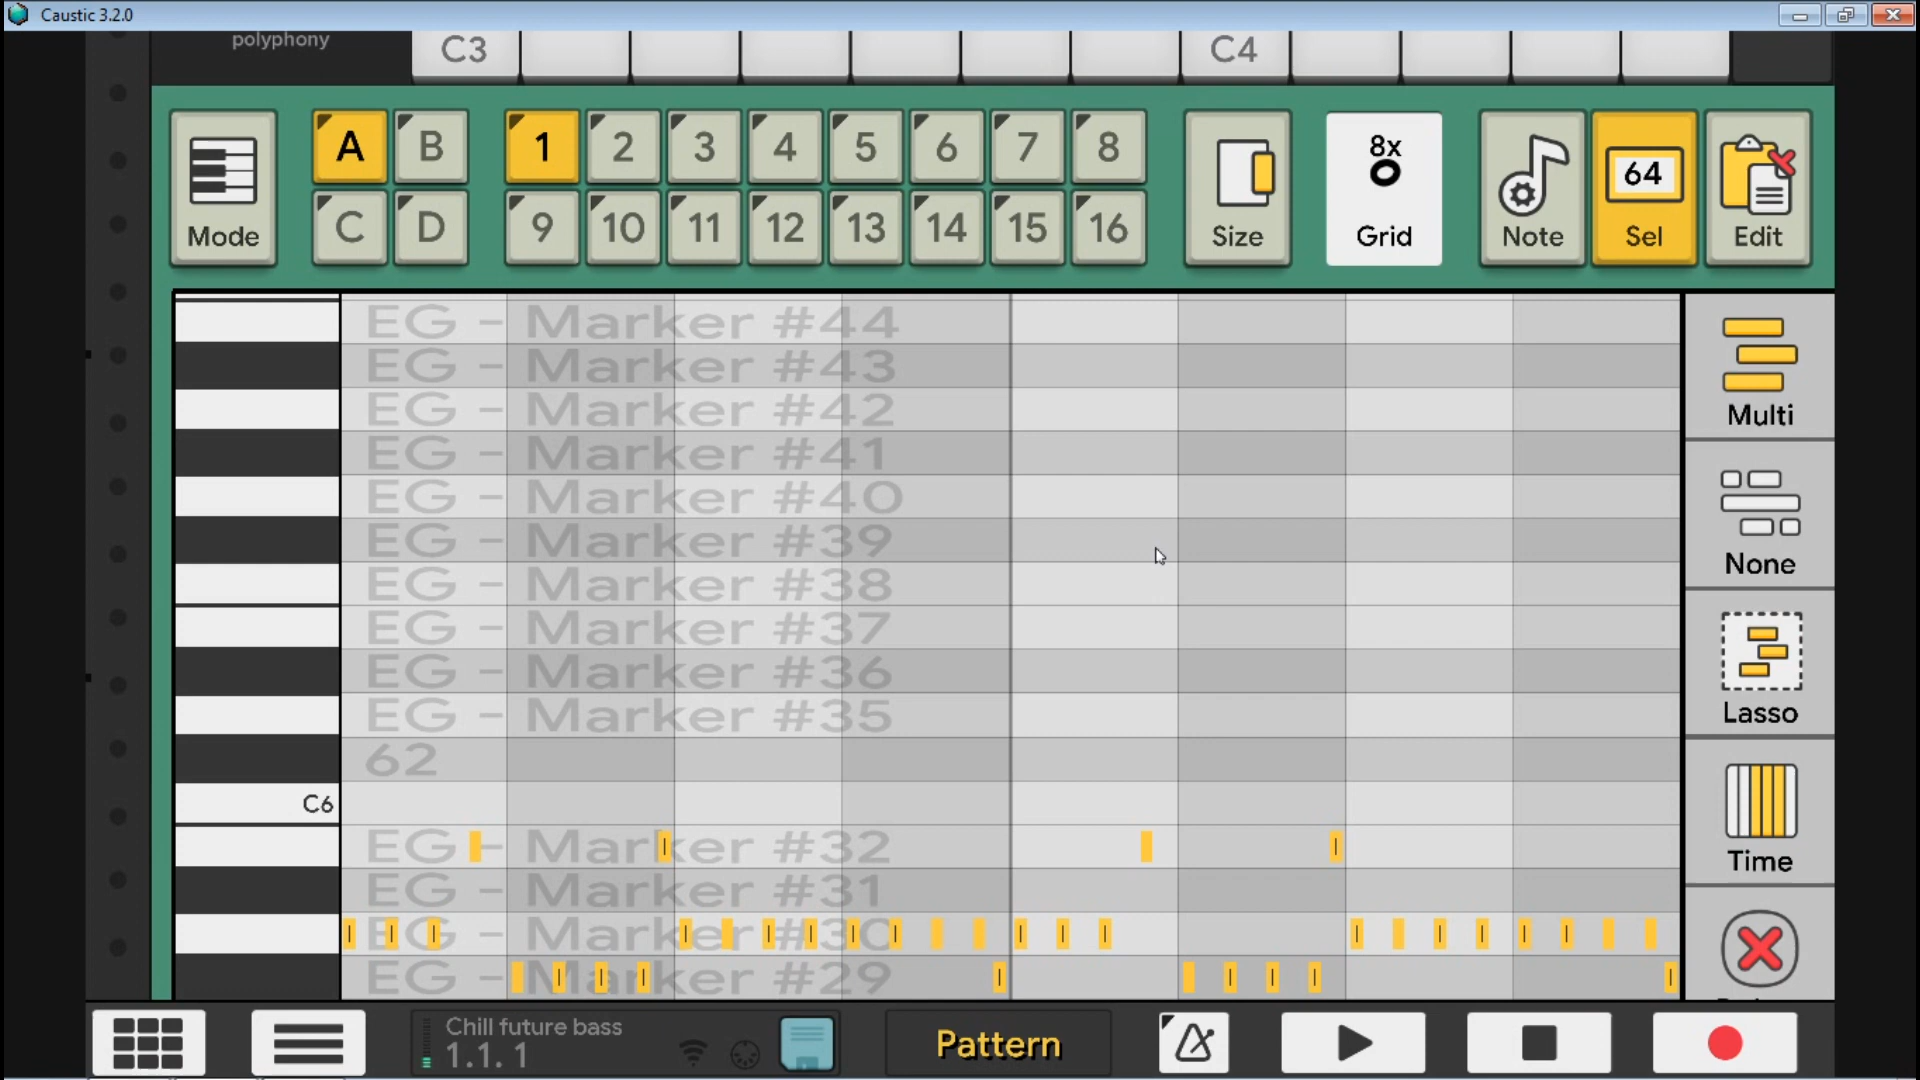 Caustic 3.2.0
polyphony
C3 C4
A B 1 2 3 4 5 6 7 8
8x
64
C D 9 10 11 12 13 14 15 16
Mode Size Grid Note Sel Edit
EG - Marker #44
EG - Marker #43
EG - Marker #42
EG - Marker #41
EG - Marker #40
EG - Marker #39
EG - Marker #38
EG - Marker #37
EG - Marker #36
EG - Marker #35
62
C6
EG - Marker #32
EG - Marker #31
EG - Marker #30
EG - Marker #29
Multi
None
Lasso
Time
Chill future bass
1.1. 1
Pattern